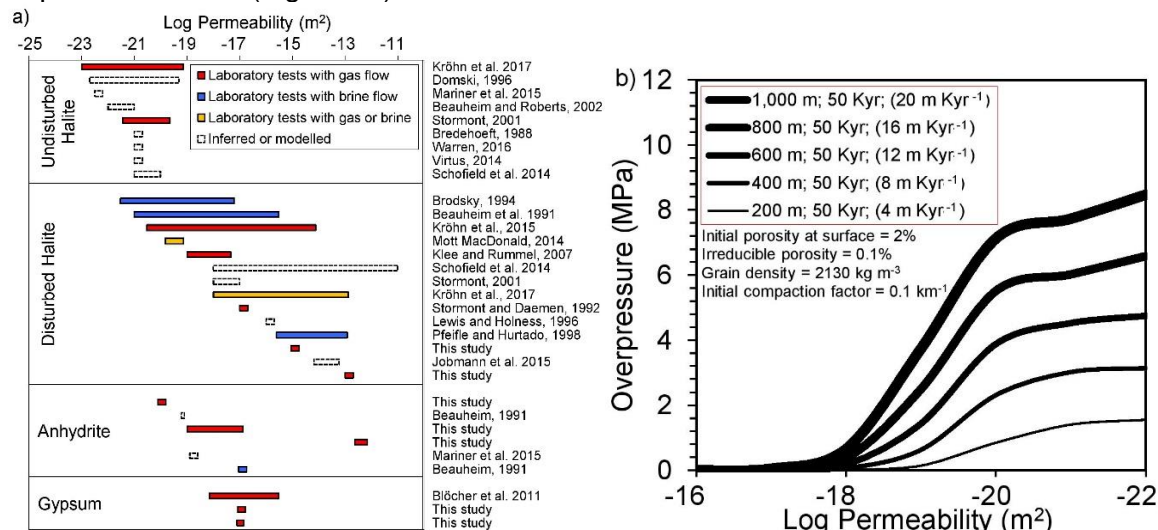 a)
Log Permeability (m²)
-25 -23 -21 -19 -17 -15 -13 -11
Laboratory tests with gas flow
Laboratory tests with brine flow
Laboratory tests with gas or brine
Inferred or modelled
Undisturbed
Halite
Kröhn et al. 2017
Domski, 1996
Mariner et al. 2015
Beauheim and Roberts, 2002
Stormont, 2001
Bredehoeft, 1988
Warren, 2016
Virtus, 2014
Schofield et al. 2014
Disturbed Halite
Brodsky, 1994
Beauheim et al. 1991
Kröhn et al., 2015
Mott MacDonald, 2014
Klee and Rummel, 2007
Schofield et al. 2014
Stormont, 2001
Kröhn et al., 2017
Stormont and Daemen, 1992
Lewis and Holness, 1996
Pfeifle and Hurtado, 1998
This study
Jobmann et al. 2015
This study
Anhydrite
This study
Beauheim, 1991
This study
This study
Mariner et al. 2015
Beauheim, 1991
Gypsum
Blöcher et al. 2011
This study
This study
b)
Overpressure (MPa)
12
10
8
6
4
2
0
1,000 m; 50 Kyr; (20 m Kyr⁻¹)
800 m; 50 Kyr; (16 m Kyr⁻¹)
600 m; 50 Kyr; (12 m Kyr⁻¹)
400 m; 50 Kyr; (8 m Kyr⁻¹)
200 m; 50 Kyr; (4 m Kyr⁻¹)
Initial porosity at surface = 2%
Irreducible porosity = 0.1%
Grain density = 2130 kg m⁻³
Initial compaction factor = 0.1 km⁻¹
-16 -18 -20 -22
Log Permeability (m²)